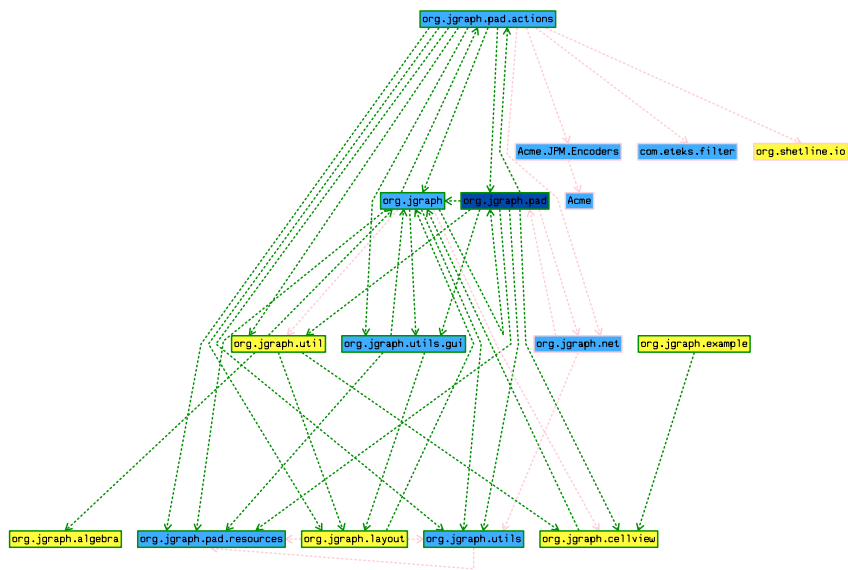 org.jgraph.pad.actions
Acme.JPM.Encoders
com.eteks.filter
org.shetline.io
org.jgraph
org.jgraph.pad
Acme
org.jgraph.util
org.jgraph.utils.gui
org.jgraph.net
org.jgraph.example
org.jgraph.algebra
org.jgraph.pad.resources
org.jgraph.layout
org.jgraph.utils
org.jgraph.cellview